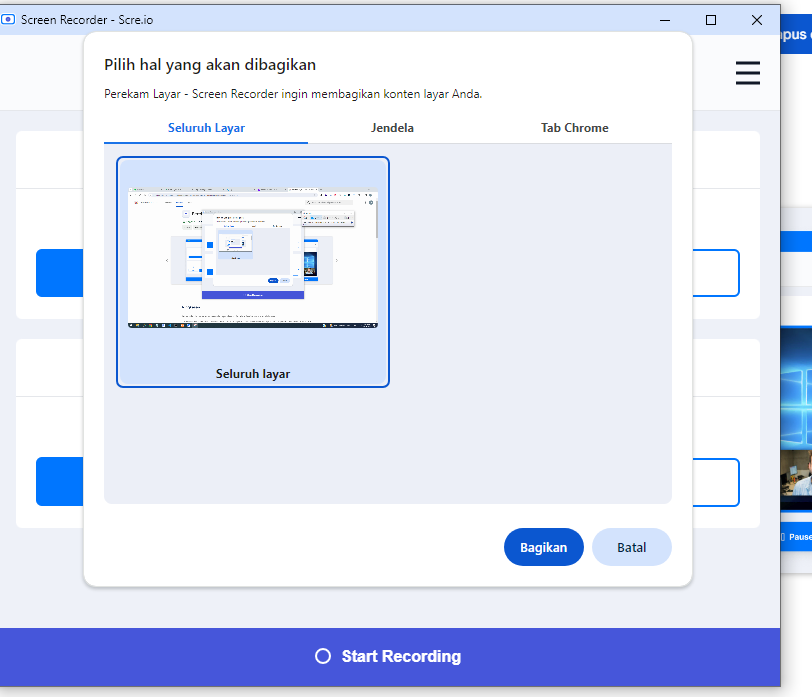 Screen Recorder - Scre.io
Pilih hal yang akan dibagikan
Perekam Layar - Screen Recorder ingin membagikan konten layar Anda.
Seluruh Layar
Jendela
Tab Chrome
Seluruh layar
Bagikan
Batal
Pause
Start Recording